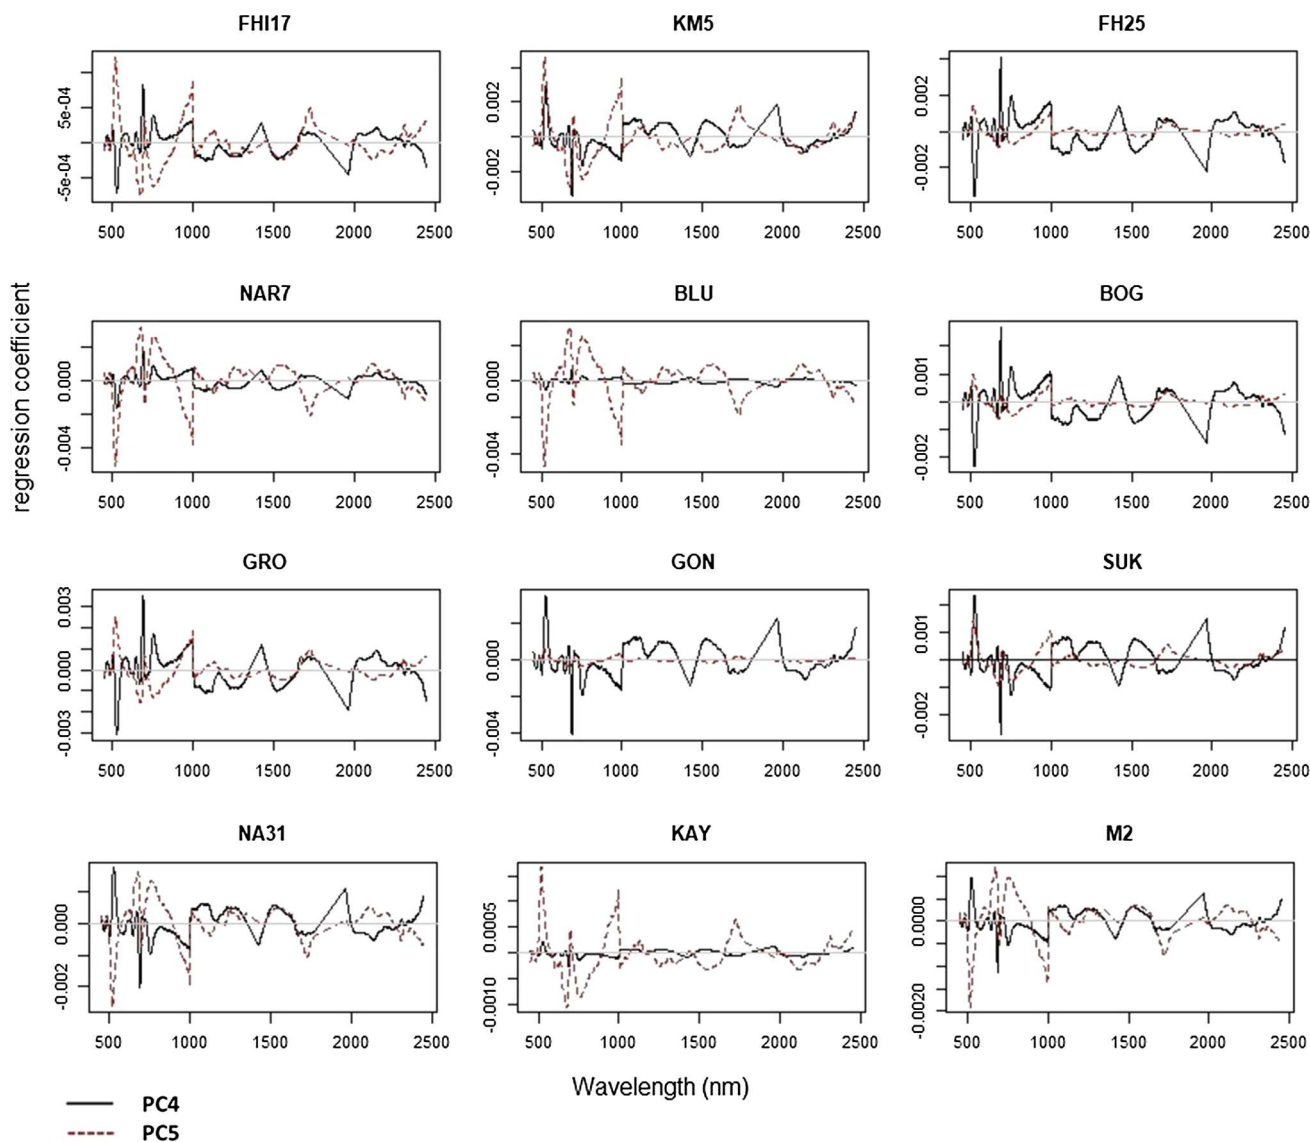 FHI17
KM5
FH25
5e-04
-5e-04
500 1000 1500 2000 2500
0.002
-0.002
500 1000 1500 2000 2500
0.002
-0.002
500 1000 1500 2000 2500
NAR7
BLU
BOG
0.000
-0.004
500 1000 1500 2000 2500
0.000
-0.004
500 1000 1500 2000 2500
0.001
-0.002
500 1000 1500 2000 2500
regression coefficient
GRO
GON
SUK
0.003
0.000
-0.003
500 1000 1500 2000 2500
0.000
-0.004
500 1000 1500 2000 2500
0.001
-0.002
500 1000 1500 2000 2500
NA31
KAY
M2
0.000
-0.002
500 1000 1500 2000 2500
0.0005
-0.0010
500 1000 1500 2000 2500
0.0000
-0.0020
500 1000 1500 2000 2500
Wavelength (nm)
PC4
PC5